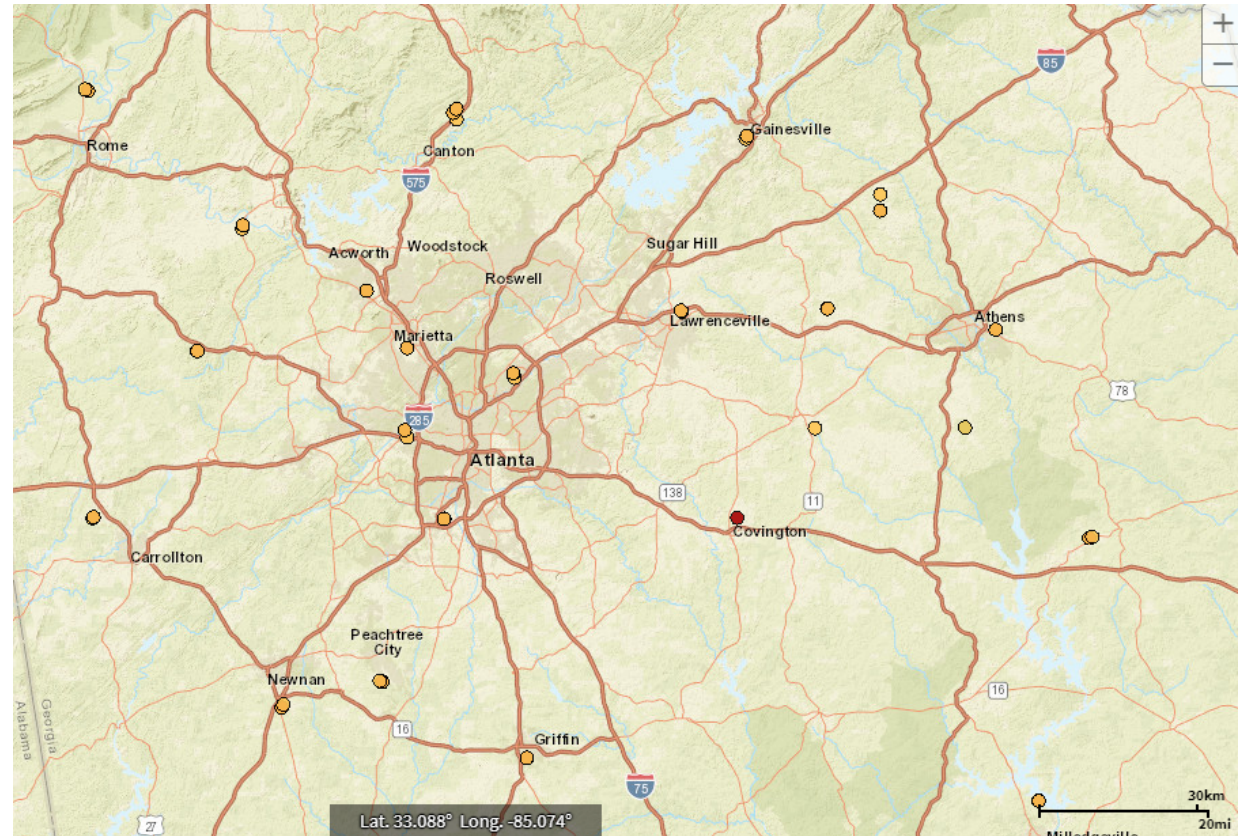 +
85
−
Gainesville
Rome
Canton
575
Sugar Hill
Woodstock
Acworth
Roswell
Athens
Lawrenceville
Marietta
78
285
Atlanta
138
11
Covington
Carrollton
Peachtree
City
Newnan
16
Georgia
Alabama
16
Griffin
75
30km
20mi
Lat. 33.088° Long. -85.074°
27
Milledgeville